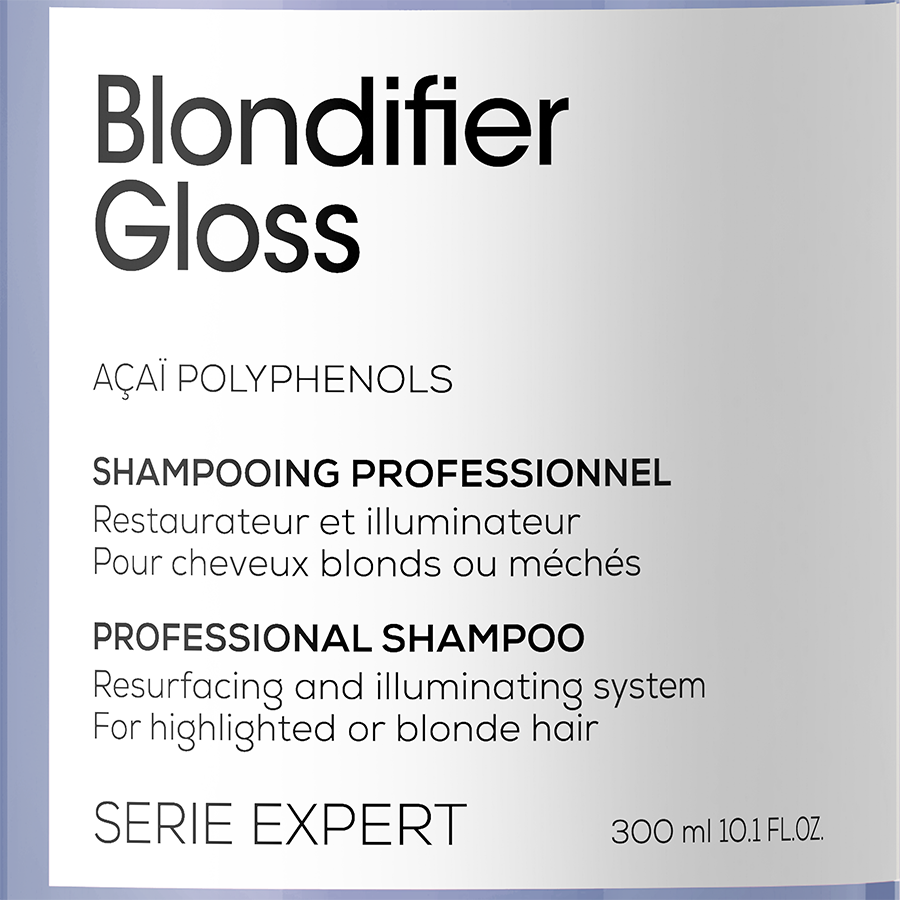 Blondifier
Gloss
AÇAÏ POLYPHENOLS
SHAMPOOING PROFESSIONNEL
Restaurateur et illuminateur
Pour cheveux blonds ou méchés
PROFESSIONAL SHAMPOO
Resurfacing and illuminating system
For highlighted or blonde hair
SERIE EXPERT
300 ml 10.1 FL.OZ.